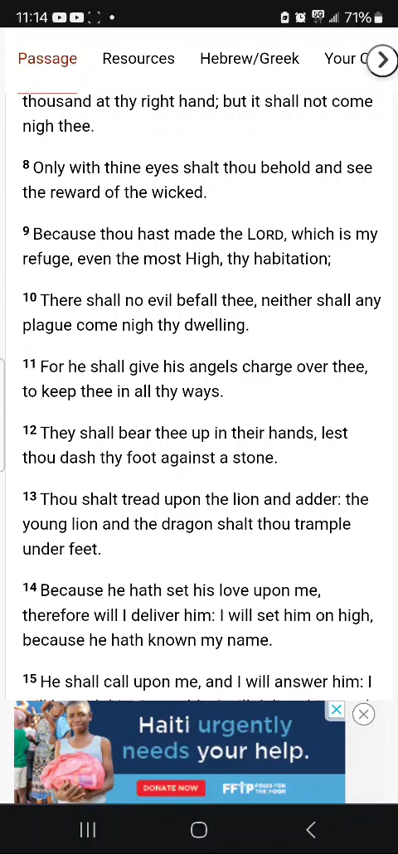 11:14 71%
Passage Resources Hebrew/Greek Your
thousand at thy right hand; but it shall not come
nigh thee.
8 Only with thine eyes shalt thou behold and see
the reward of the wicked.
9 Because thou hast made the LORD, which is my
refuge, even the most High, thy habitation;
10 There shall no evil befall thee, neither shall any
plague come nigh thy dwelling.
11 For he shall give his angels charge over thee,
to keep thee in all thy ways.
12 They shall bear thee up in their hands, lest
thou dash thy foot against a stone.
13 Thou shalt tread upon the lion and adder: the
young lion and the dragon shalt thou trample
under feet.
14 Because he hath set his love upon me,
therefore will I deliver him: I will set him on high,
because he hath known my name.
15 He shall call upon me, and I will answer him: I
Haiti urgently
needs your help.
DONATE NOW FFTP FOOD FOR
THE POOR